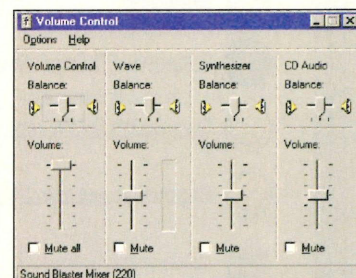 Volume Control
Options Help
Volume Control Wave Synthesizer CD Audio
Balance: Balance: Balance: Balance:
Volume: Volume: Volume: Volume:
Mute all Mute Mute Mute
Sound Blaster Mixer (220)